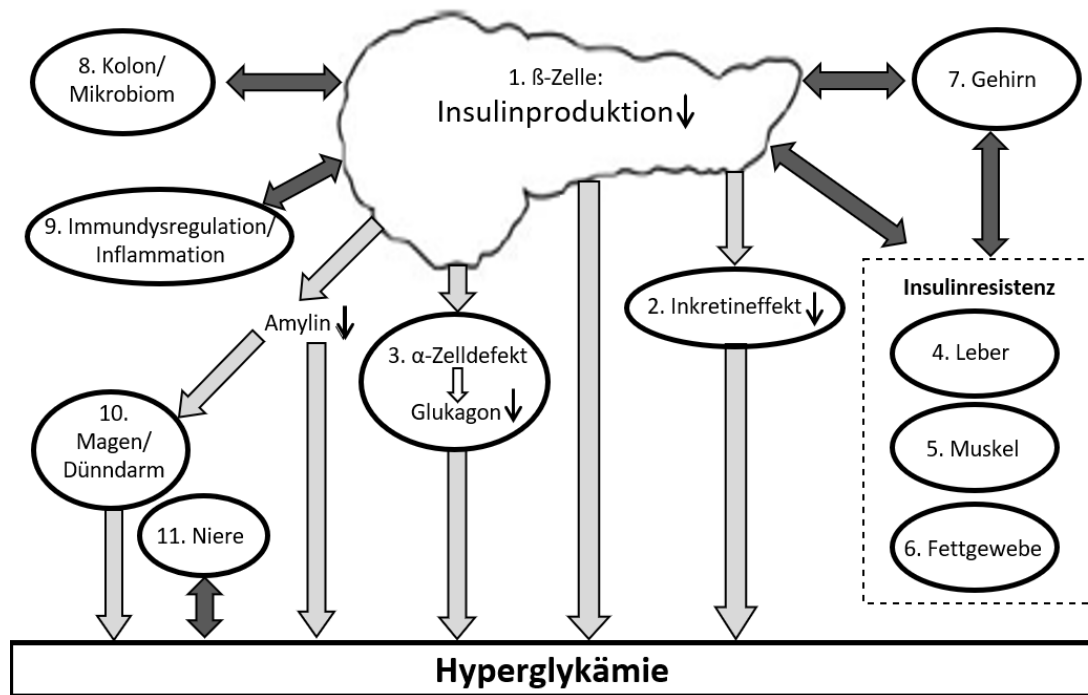 8. Kolon/
Mikrobiom
1. ß-Zelle:
Insulinproduktion ↓
7. Gehirn
9. Immundysregulation/
Inflammation
Amylin ↓
3. α-Zelldefekt
Glukagon ↓
2. Inkretineffekt ↓
Insulinresistenz
4. Leber
5. Muskel
6. Fettgewebe
10.
Magen/
Dünndarm
11. Niere
Hyperglykämie